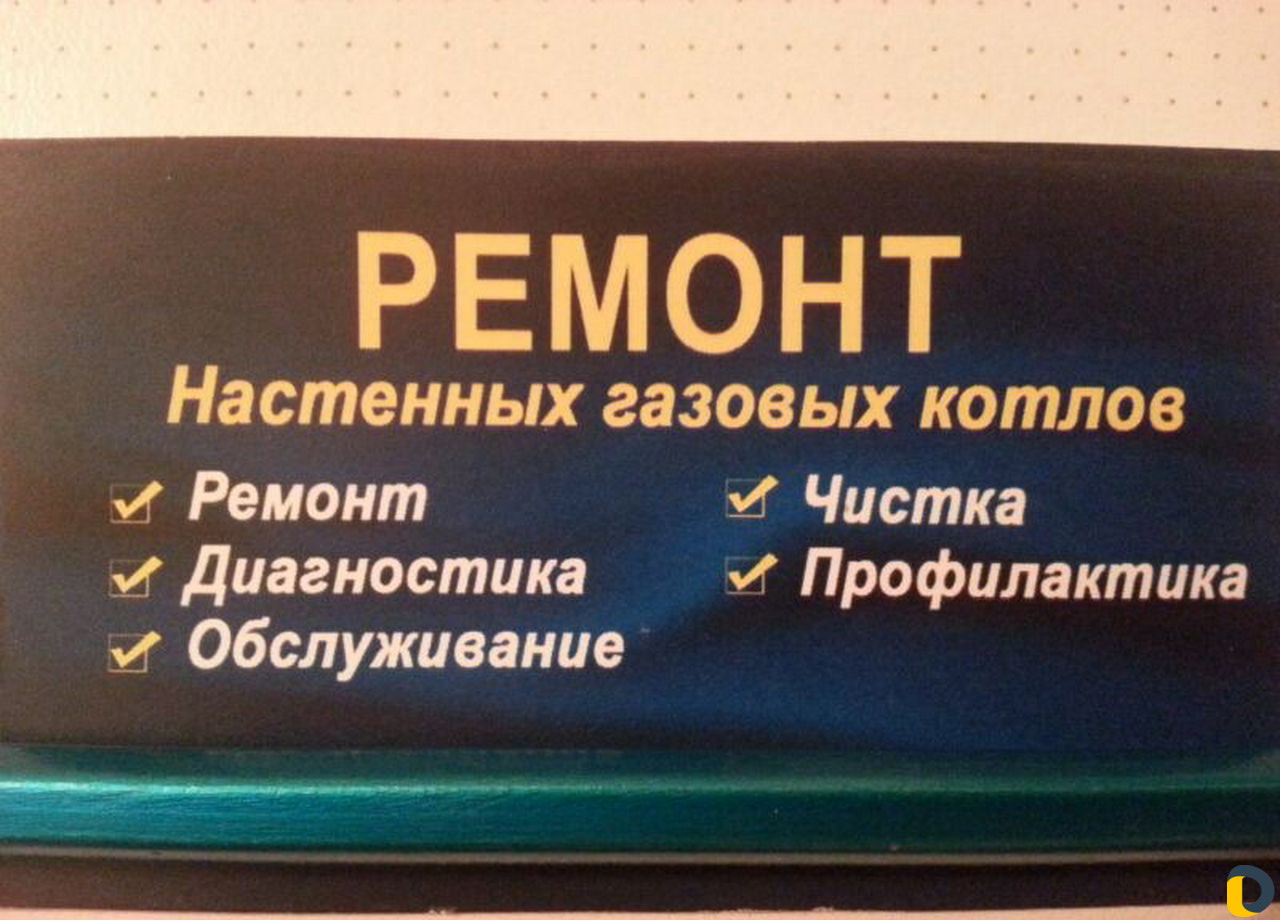 РЕМОНТ
Настенных газовых котлов
Ремонт
Диагностика
Обслуживание
Чистка
Профилактика